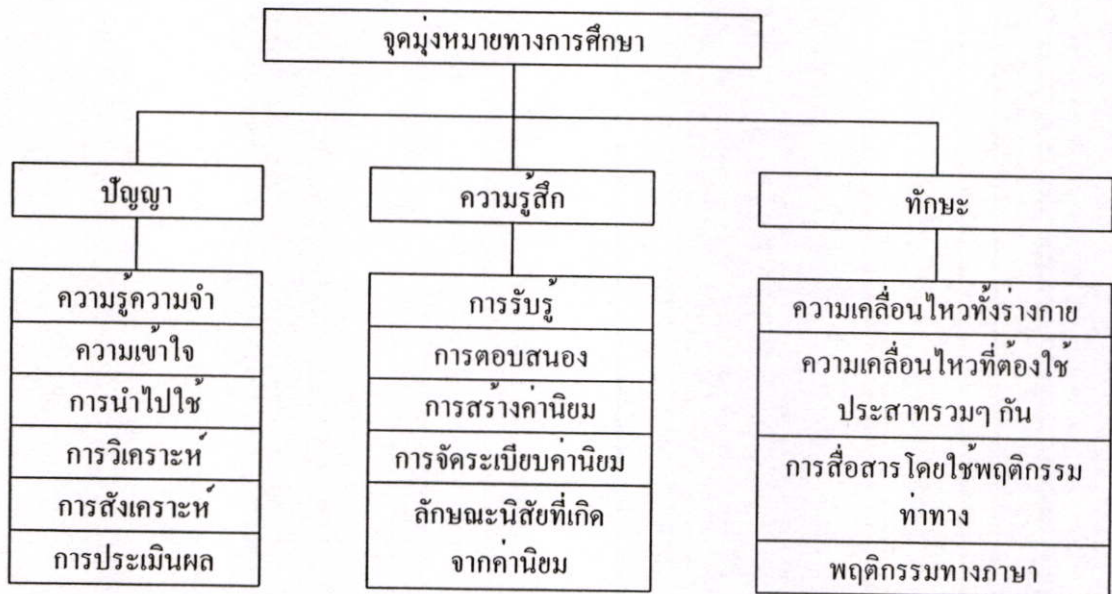 จุดมุ่งหมายทางการศึกษา
ปัญญา
ความรู้ความจำ
ความเข้าใจ
การนำไปใช้
การวิเคราะห์
การสังเคราะห์
การประเมินผล
ความรู้สึก
การรับรู้
การตอบสนอง
การสร้างค่านิยม
การจัดระเบียบค่านิยม
ลักษณะนิสัยที่เกิด
จากค่านิยม
ทักษะ
ความเคลื่อนไหวทั้งร่างกาย
ความเคลื่อนไหวที่ต้องใช้
ประสาทรวมๆ กัน
การสื่อสารโดยใช้พฤติกรรม
ท่าทาง
พฤติกรรมทางภาษา